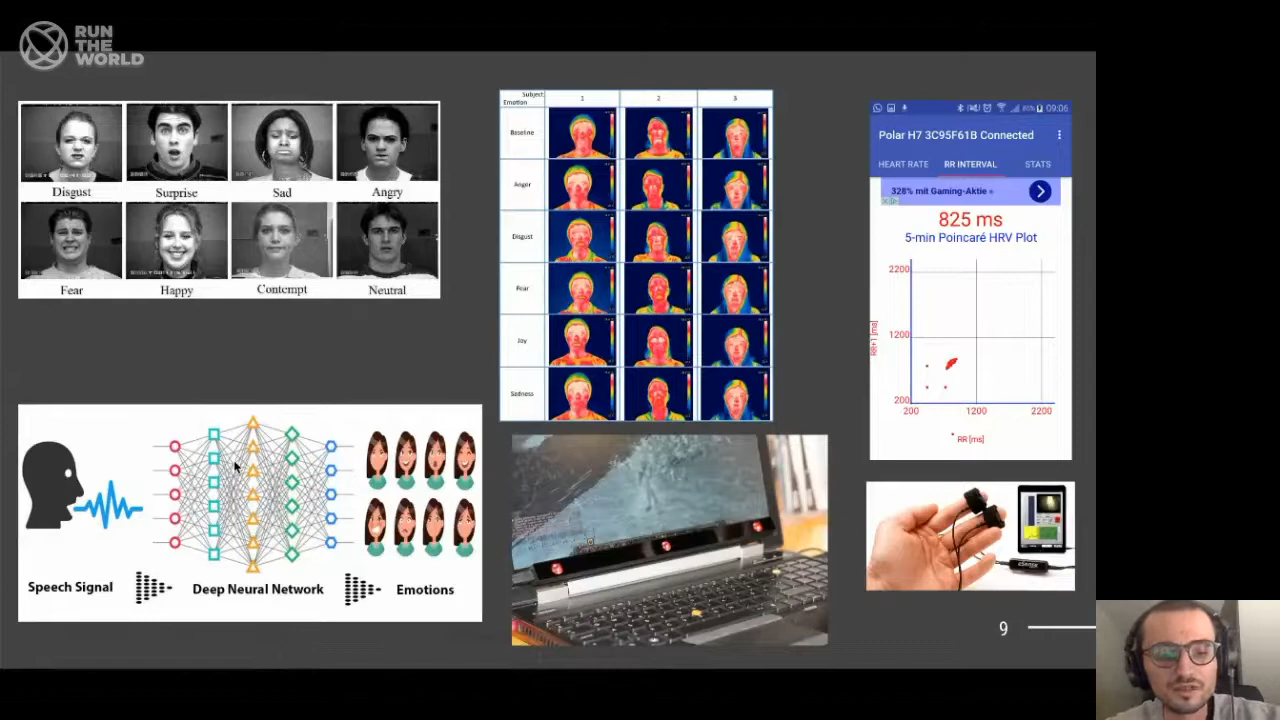 RUN
THE
WORLD
Disgust
Surprise
Sad
Angry
Fear
Happy
Contempt
Neutral
Subject
Emotion
1
2
3
Baseline
Anger
Disgust
Fear
Joy
Sadness
09:06
Polar H7 3C95F61B Connected
HEART RATE
RR INTERVAL
STATS
328% mit Gaming-Aktie
825 ms
5-min Poincaré HRV Plot
2200
1200
200
RR+1 [ms]
200
1200
2200
RR [ms]
Speech Signal
Deep Neural Network
Emotions
9